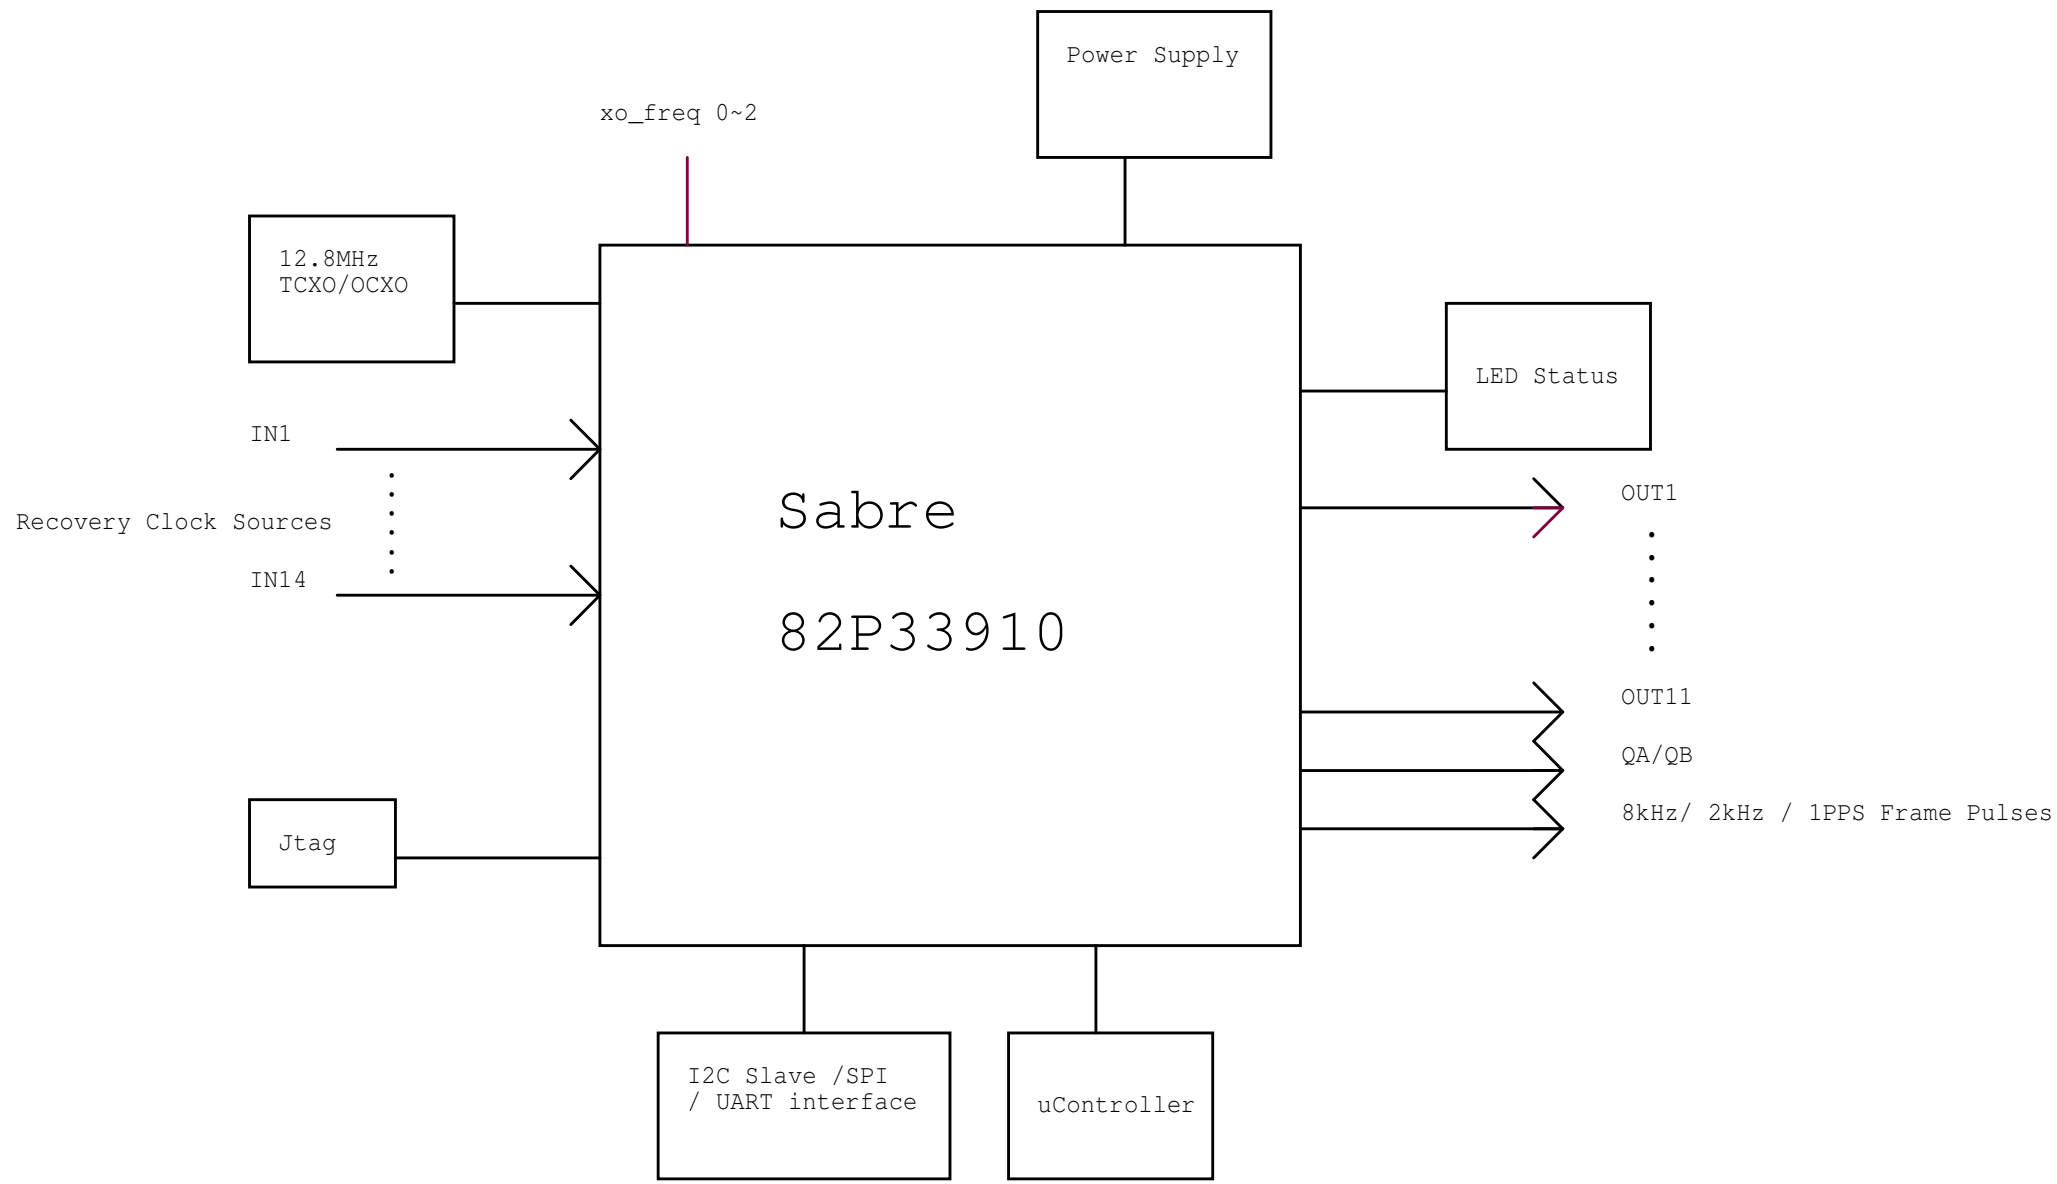 Power Supply
xo_freq 0~2
12.8MHz
TCXO/OCXO
LED Status
IN1
Recovery Clock Sources
IN14
Sabre
82P33910
OUT1
OUT11
QA/QB
8kHz/ 2kHz / 1PPS Frame Pulses
Jtag
I2C Slave /SPI
/ UART interface
uController